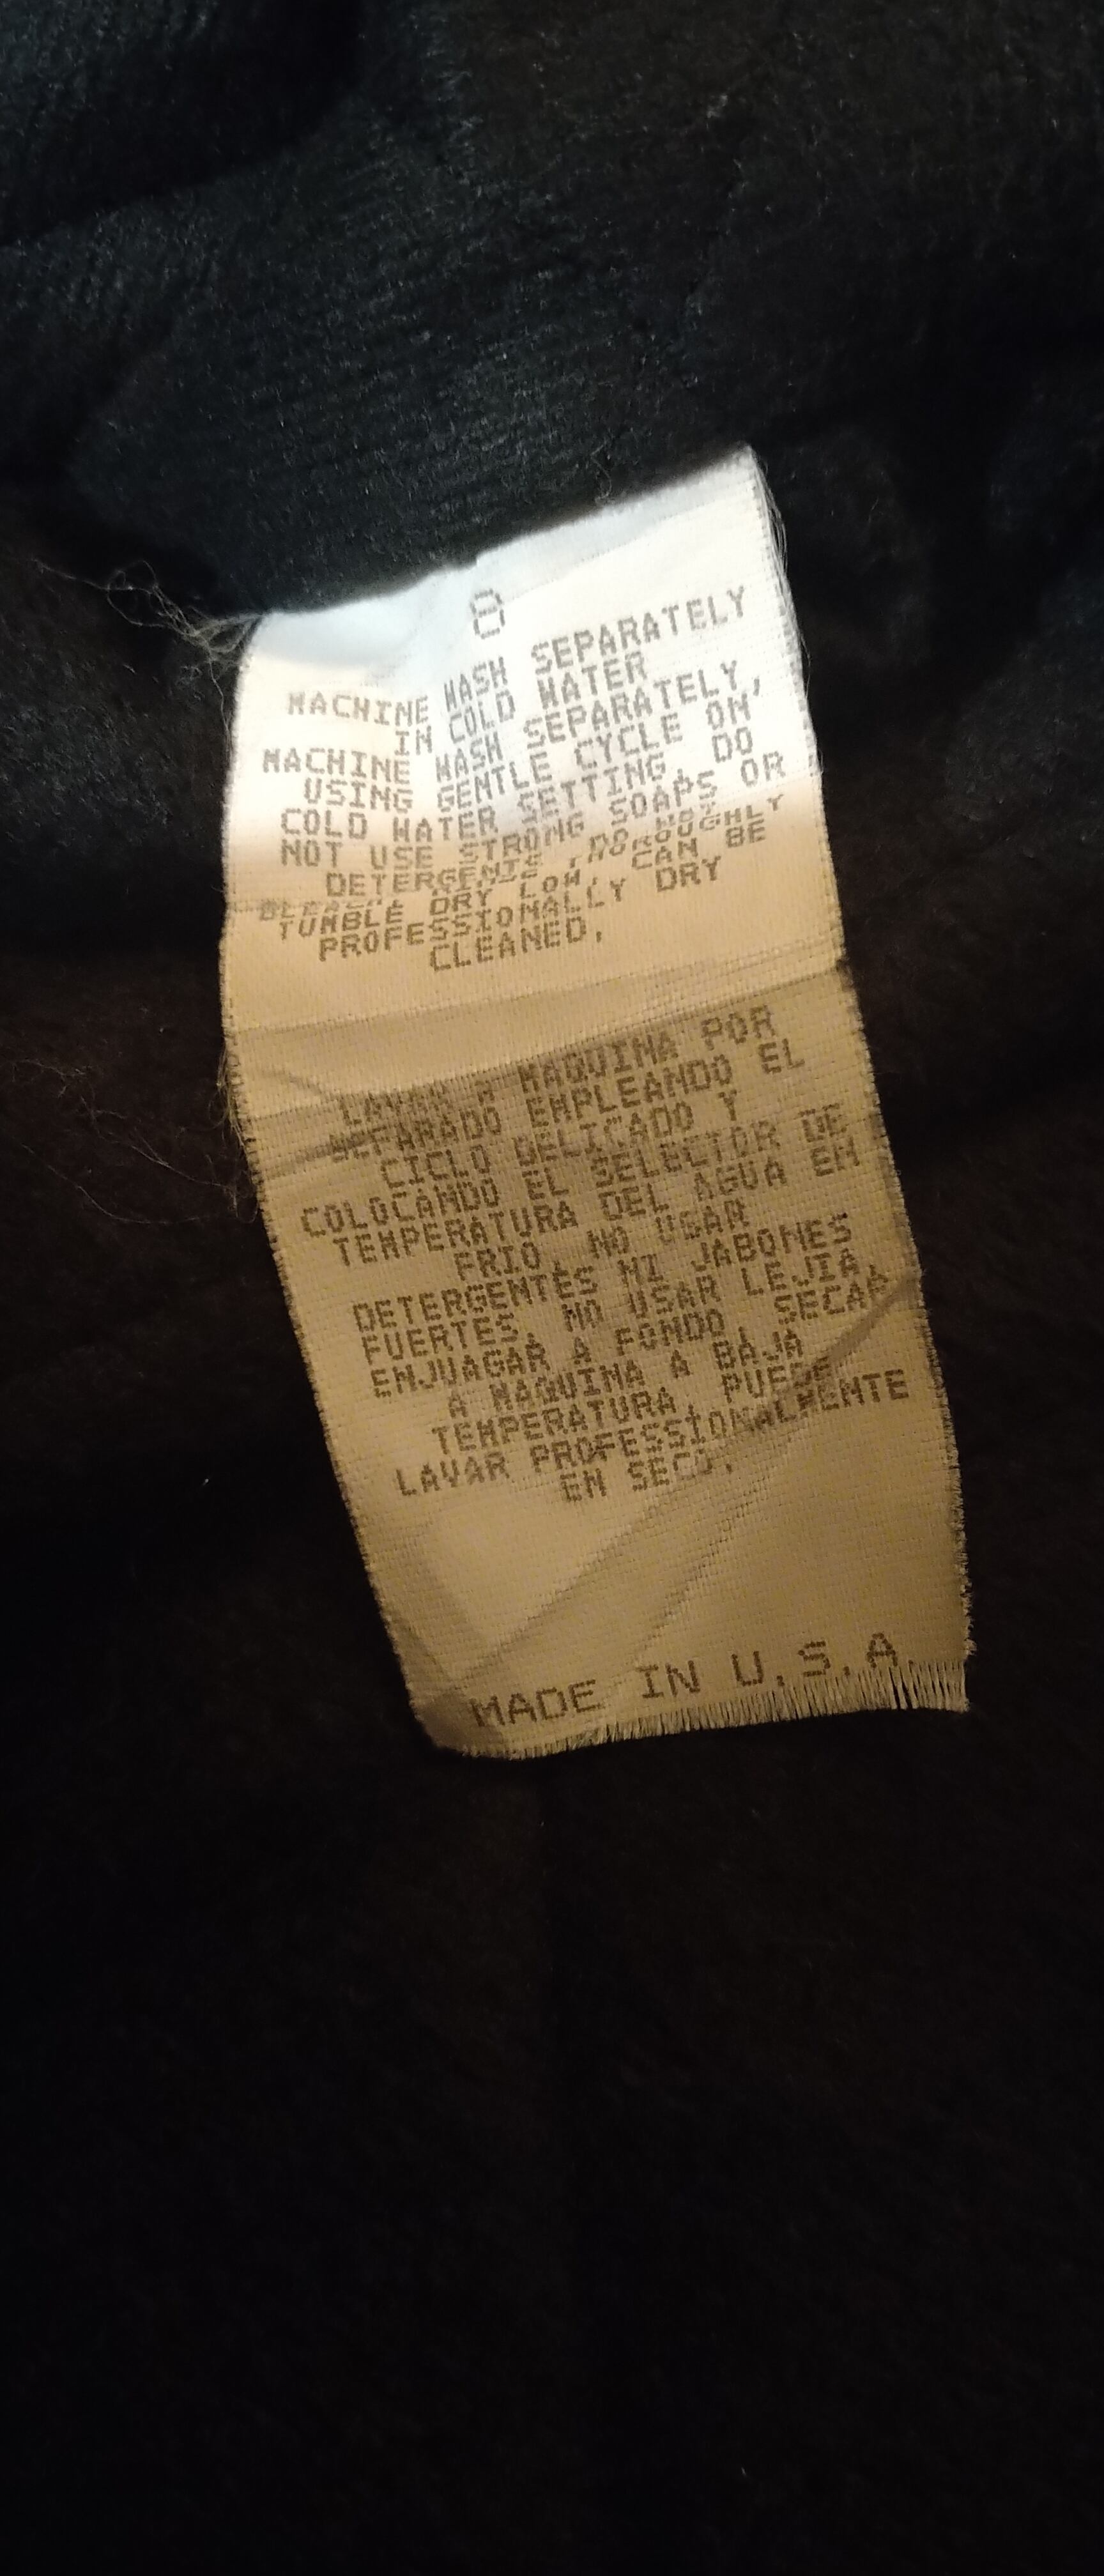 8
MACHINE WASH SEPARATELY
IN COLD WATER
MACHINE WASH SEPARATELY,
USING GENTLE CYCLE ON
COLD WATER SETTING. DO
NOT USE STRONG SOAPS OR
DETERGENTS
TUMBLE DRY LOW. CAN BE
PROFESSIONALLY DRY
CLEANED.
LAVAR A MAQUINA POR
SEPARADO EMPLEANDO EL
CICLO DELICADO Y
COLOCANDO EL SELECTOR DE
TEMPERATURA DEL AGUA EN
FRIO. NO USAR
DETERGENTES NI JABONES
FUERTES. NO USAR LEJIA.
ENJUAGAR A FONDO. SECAR
A MAQUINA A BAJA
TEMPERATURA. PUEDE
LAVAR PROFESSIONALMENTE
EN SECO.
MADE IN U.S.A.